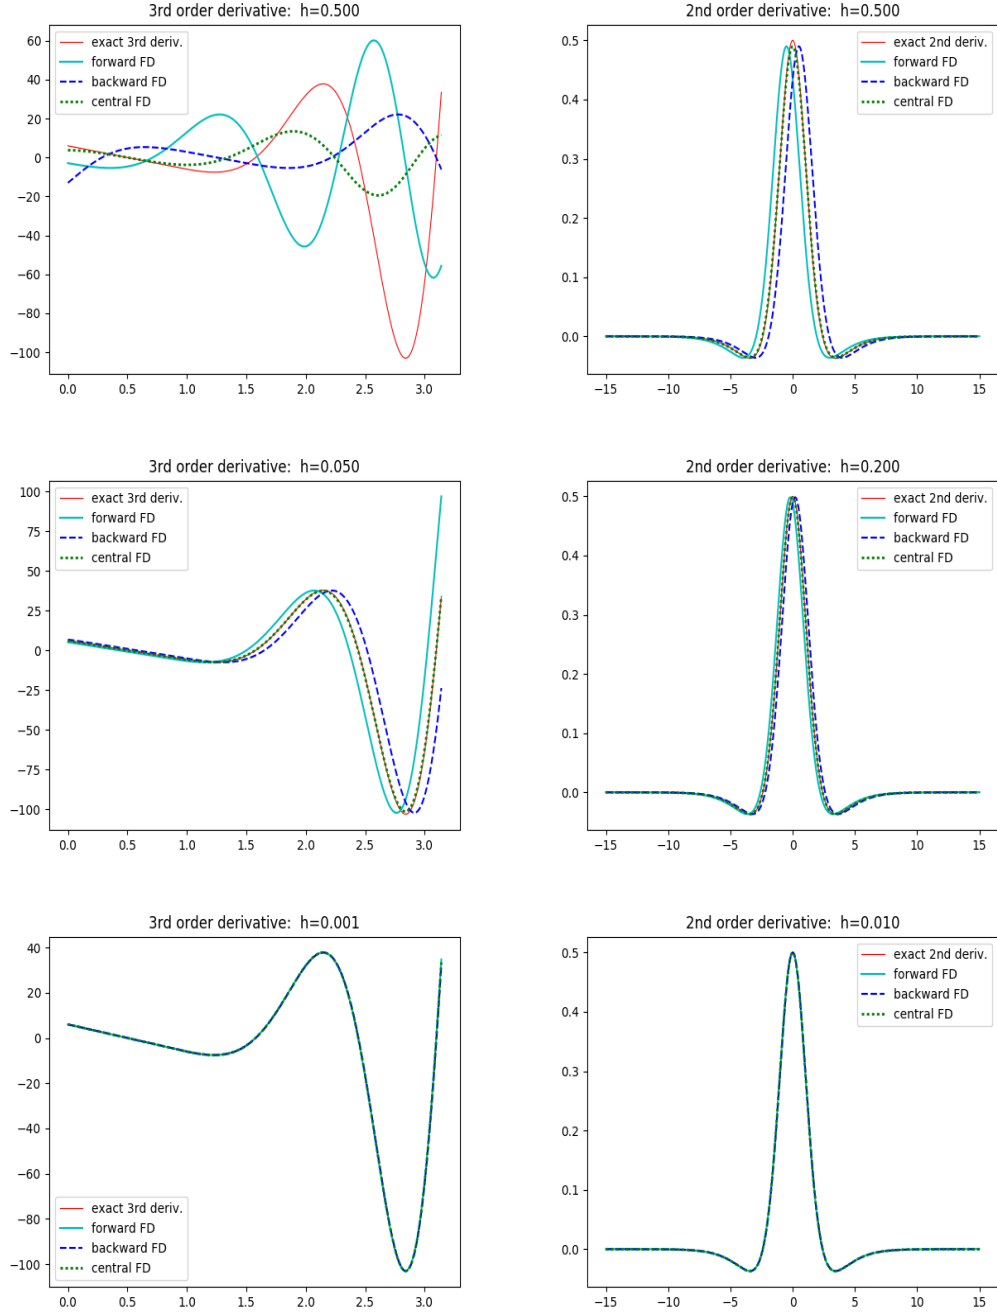 3rd order derivative:  h=0.500
exact 3rd deriv.
forward FD
backward FD
central FD
60
40
20
0
−20
−40
−60
−80
−100
0.0 0.5 1.0 1.5 2.0 2.5 3.0
2nd order derivative:  h=0.500
exact 2nd deriv.
forward FD
backward FD
central FD
0.5
0.4
0.3
0.2
0.1
0.0
−15 −10 −5 0 5 10 15
3rd order derivative:  h=0.050
exact 3rd deriv.
forward FD
backward FD
central FD
100
75
50
25
0
−25
−50
−75
−100
0.0 0.5 1.0 1.5 2.0 2.5 3.0
2nd order derivative:  h=0.200
exact 2nd deriv.
forward FD
backward FD
central FD
0.5
0.4
0.3
0.2
0.1
0.0
−15 −10 −5 0 5 10 15
3rd order derivative:  h=0.001
40
20
0
−20
−40
−60
−80
−100
exact 3rd deriv.
forward FD
backward FD
central FD
0.0 0.5 1.0 1.5 2.0 2.5 3.0
2nd order derivative:  h=0.010
exact 2nd deriv.
forward FD
backward FD
central FD
0.5
0.4
0.3
0.2
0.1
0.0
−15 −10 −5 0 5 10 15